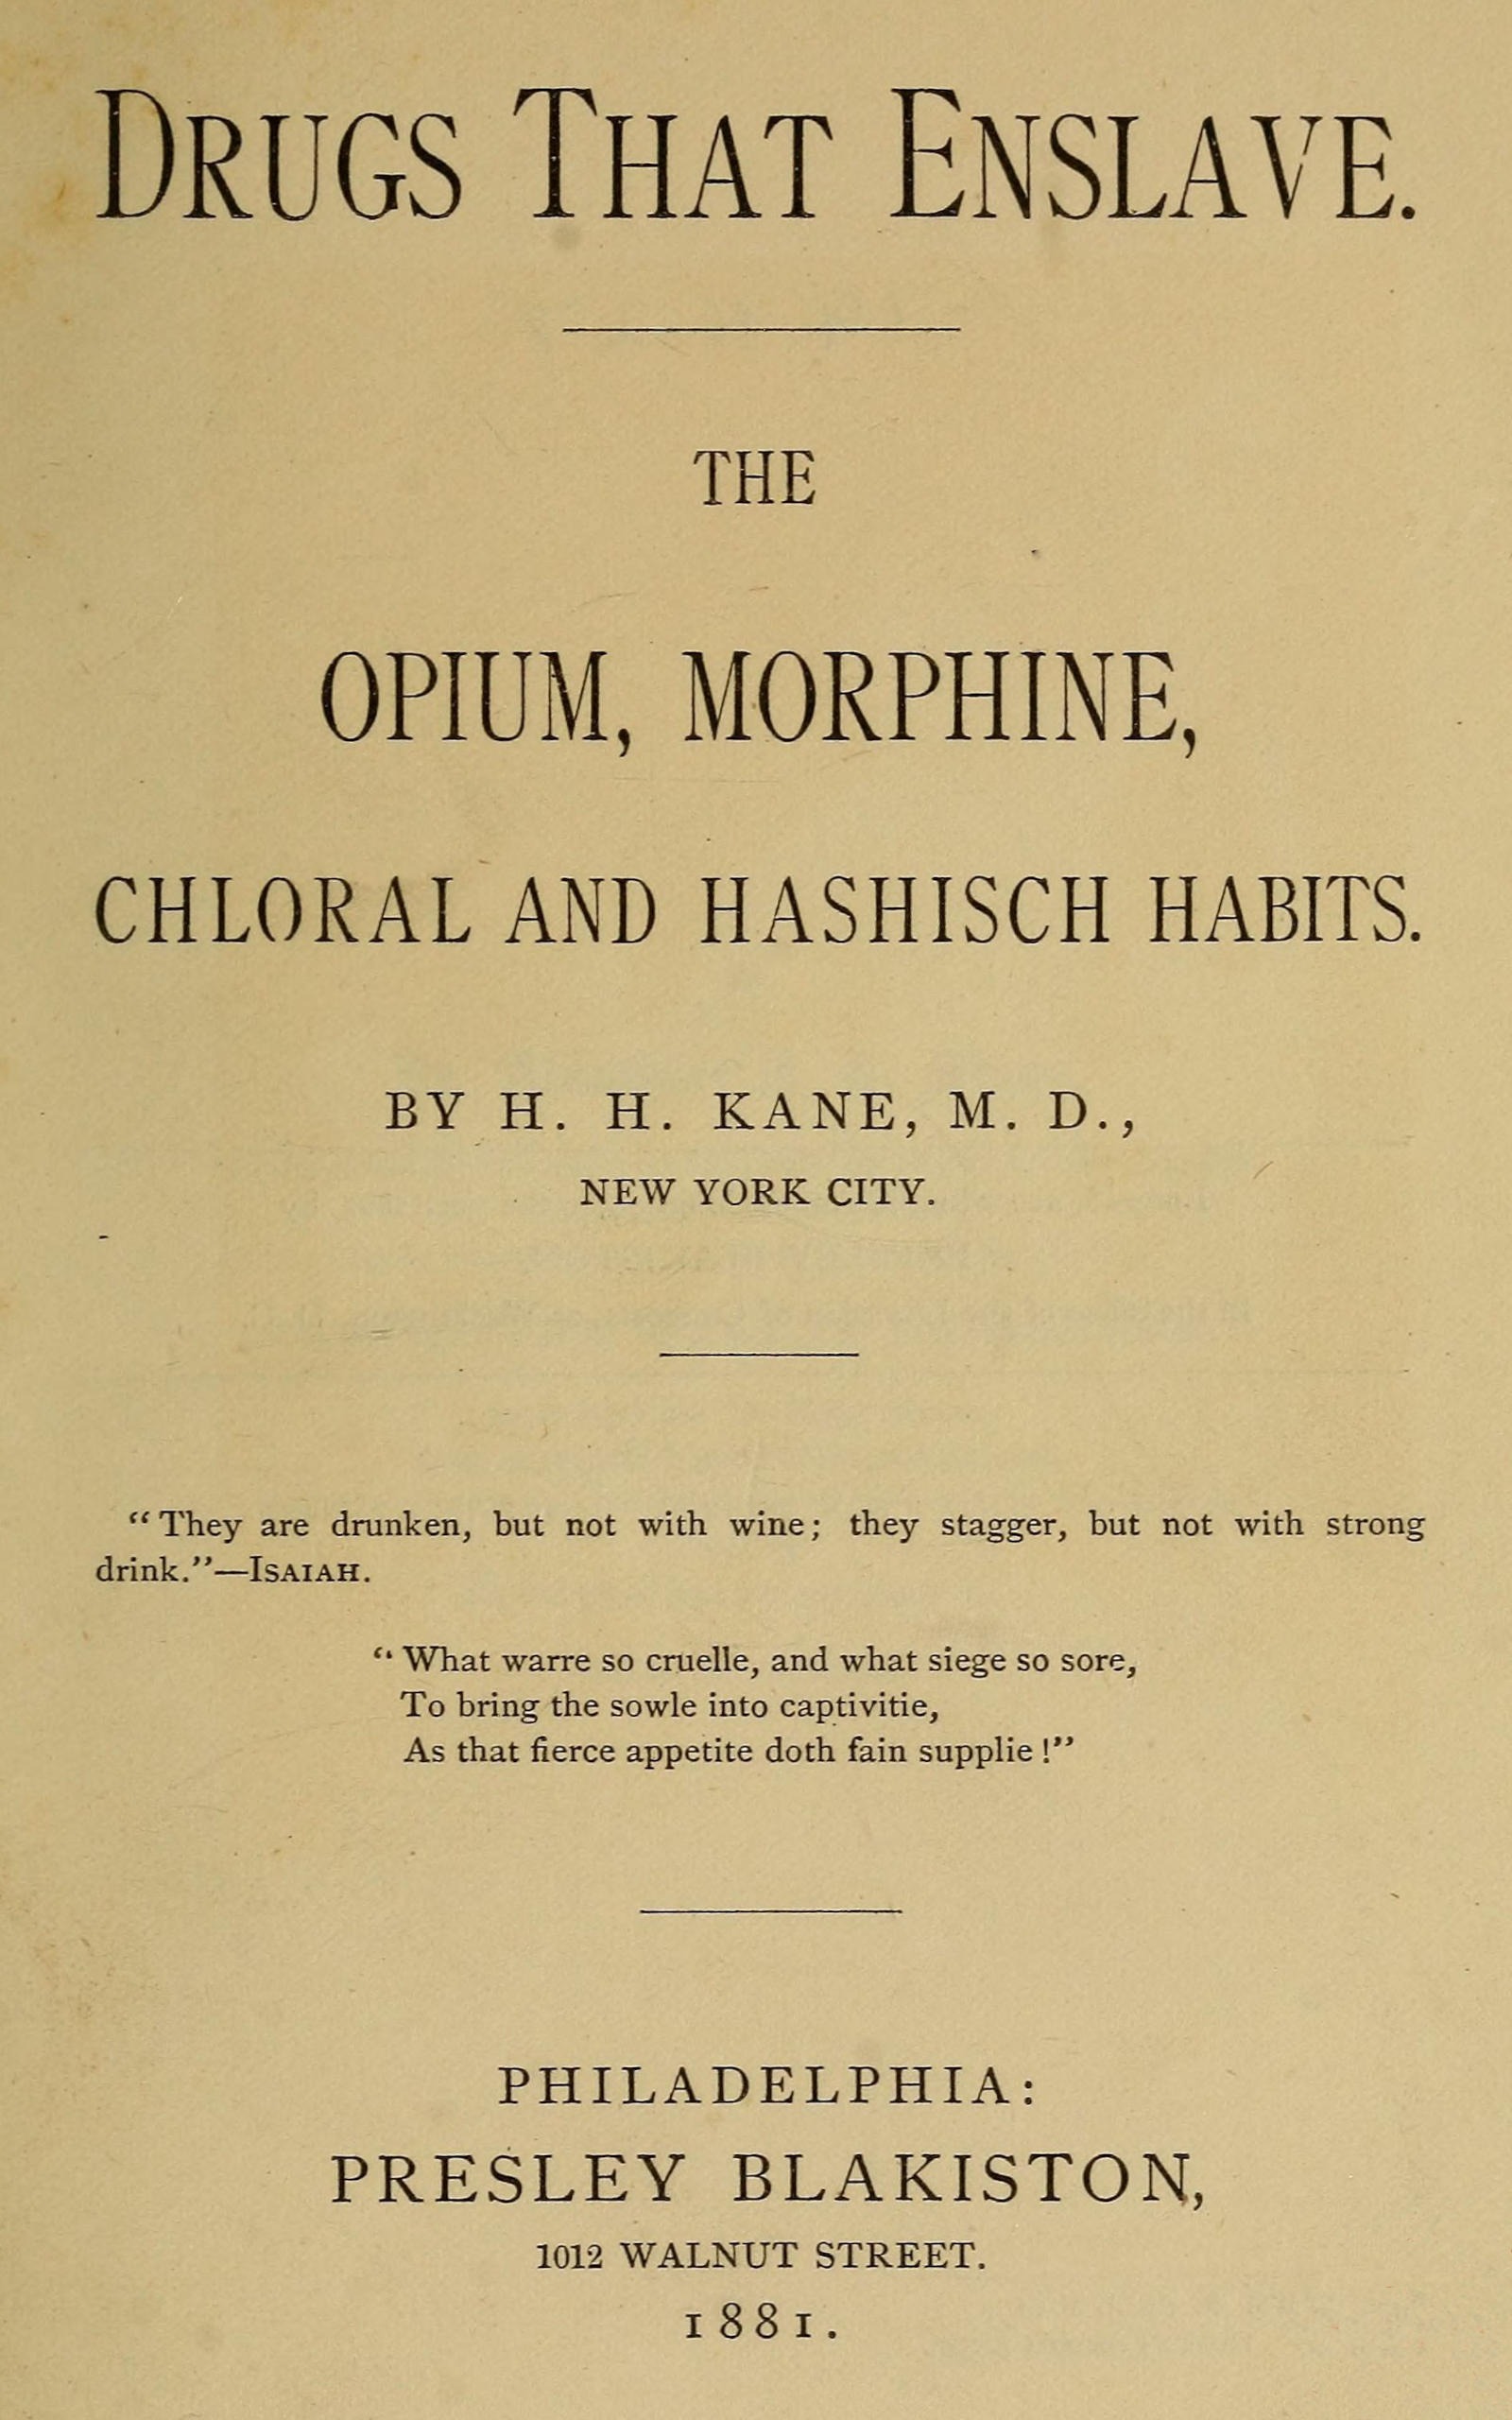 DRUGS THAT ENSLAVE.
THE
OPIUM, MORPHINE,
CHLORAL AND HASHISCH HABITS.
BY H. H. KANE, M. D.,
NEW YORK CITY.
"They are drunken, but not with wine; they stagger, but not with strong
drink."—ISAIAH.
"What warre so cruelle, and what siege so sore,
To bring the sowle into captivitie,
As that fierce appetite doth fain supplie!"
PHILADELPHIA:
PRESLEY BLAKISTON,
1012 WALNUT STREET.
1881.